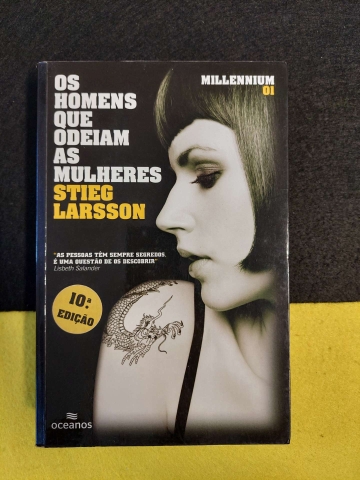 OS
HOMENS
QUE
ODEIAM
AS
MULHERES
STIEG
LARSSON
MILLENNIUM
01
"AS PESSOAS TÊM SEMPRE SEGREDOS.
É UMA QUESTÃO DE OS DESCOBRIR"
Lisbeth Salander
10.ª
EDIÇÃO
oceanos